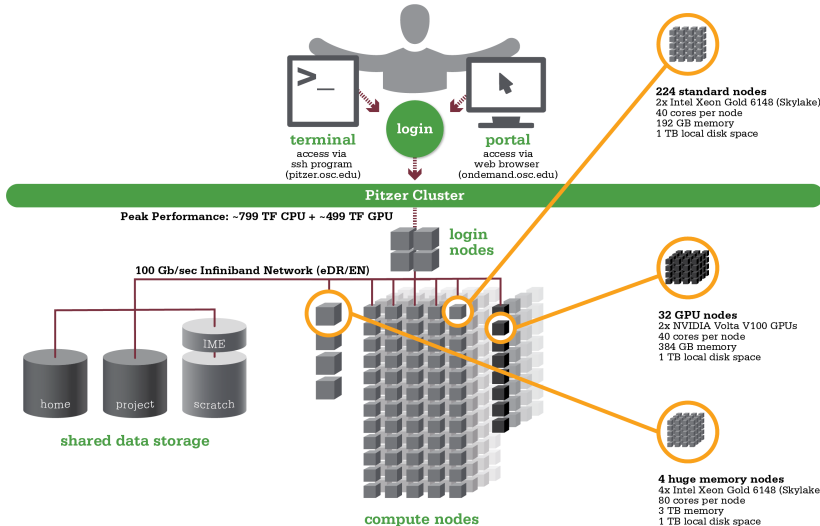 >_
login
terminal
access via
ssh program
(pitzer.osc.edu)
portal
access via
web browser
(ondemand.osc.edu)
Pitzer Cluster
Peak Performance: ~799 TF CPU + ~499 TF GPU
login
nodes
100 Gb/sec Infiniband Network (eDR/EN)
IME
home
project
scratch
shared data storage
compute nodes
224 standard nodes
2x Intel Xeon Gold 6148 (Skylake)
40 cores per node
192 GB memory
1 TB local disk space
32 GPU nodes
2x NVIDIA Volta V100 GPUs
40 cores per node
384 GB memory
1 TB local disk space
4 huge memory nodes
4x Intel Xeon Gold 6148 (Skylake
80 cores per node
3 TB memory
1 TB local disk space